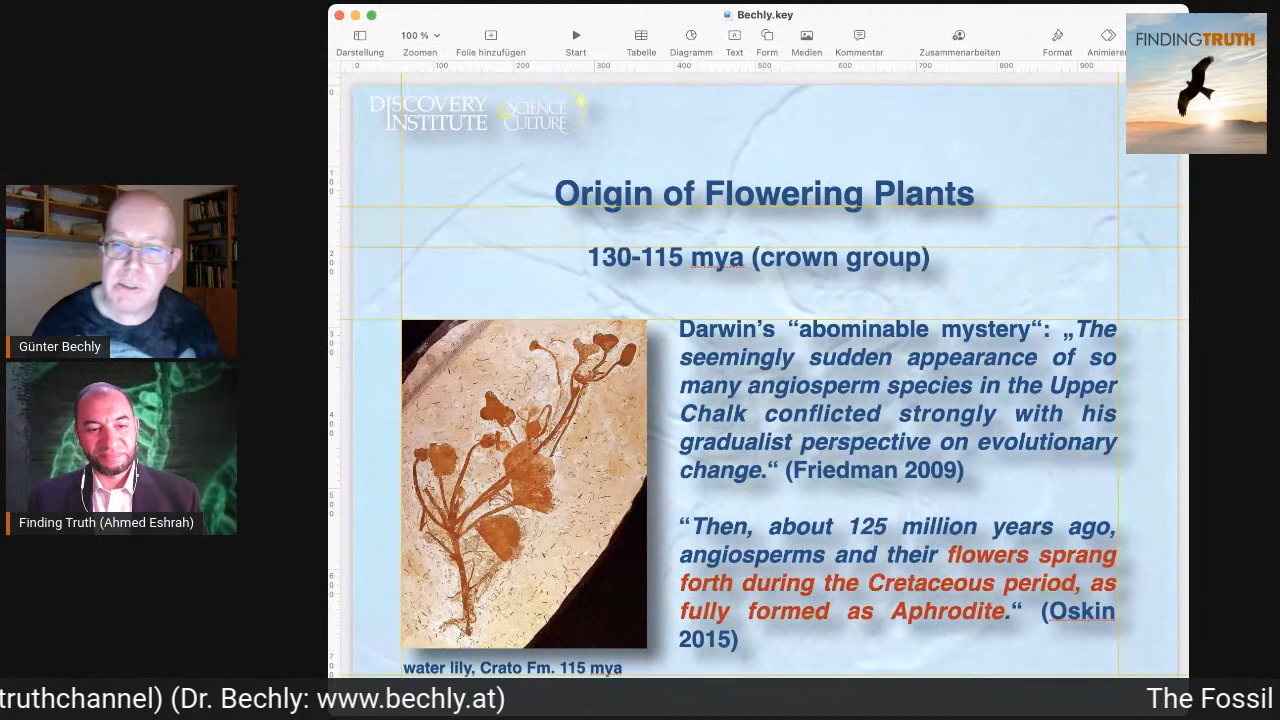 Bechly.key
100 %
Darstellung Zoomen Folie hinzufügen Start Tabelle Diagramm Text Form Medien Kommentar Zusammenarbeiten Format Animieren
0 100 200 300 400 500 600 700 800 900
FINDINGTRUTH
DISCOVERY
INSTITUTE
SCIENCE
CULTURE
Origin of Flowering Plants
130-115 mya (crown group)
Darwin's “abominable mystery“: „The
seemingly sudden appearance of so
many angiosperm species in the Upper
Chalk conflicted strongly with his
gradualist perspective on evolutionary
change.“ (Friedman 2009)
“Then, about 125 million years ago,
angiosperms and their flowers sprang
forth during the Cretaceous period, as
fully formed as Aphrodite.“ (Oskin
2015)
water lily, Crato Fm. 115 mya
Günter Bechly
Finding Truth (Ahmed Eshrah)
truthchannel) (Dr. Bechly: www.bechly.at)
The Fossil